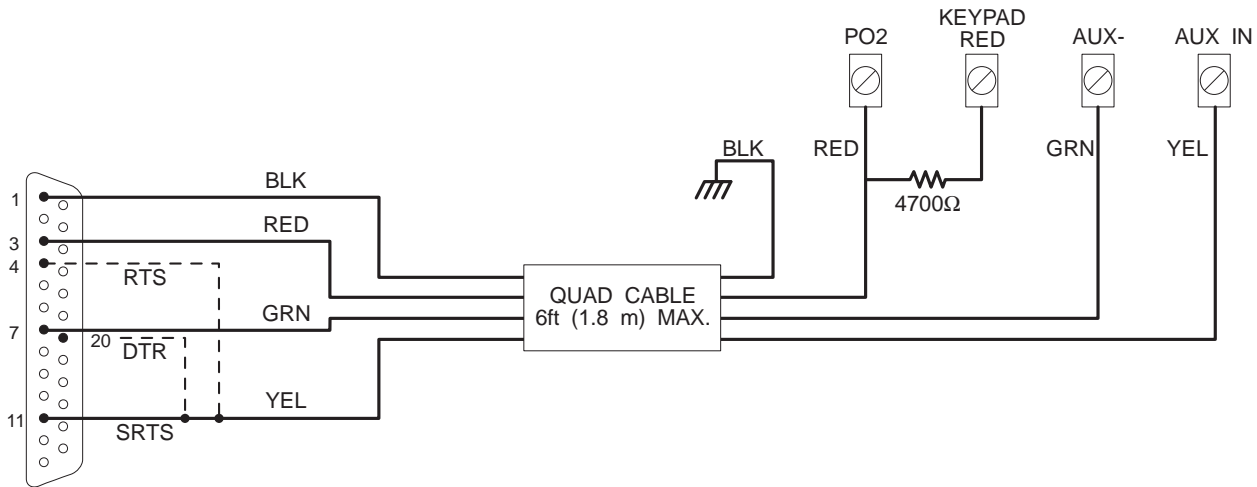 PO2
KEYPAD
RED
AUX-
AUX IN
BLK
RED
GRN
YEL
4700Ω
1
BLK
3
RED
4
RTS
QUAD CABLE
6ft (1.8 m) MAX.
7
GRN
20
DTR
11
YEL
SRTS